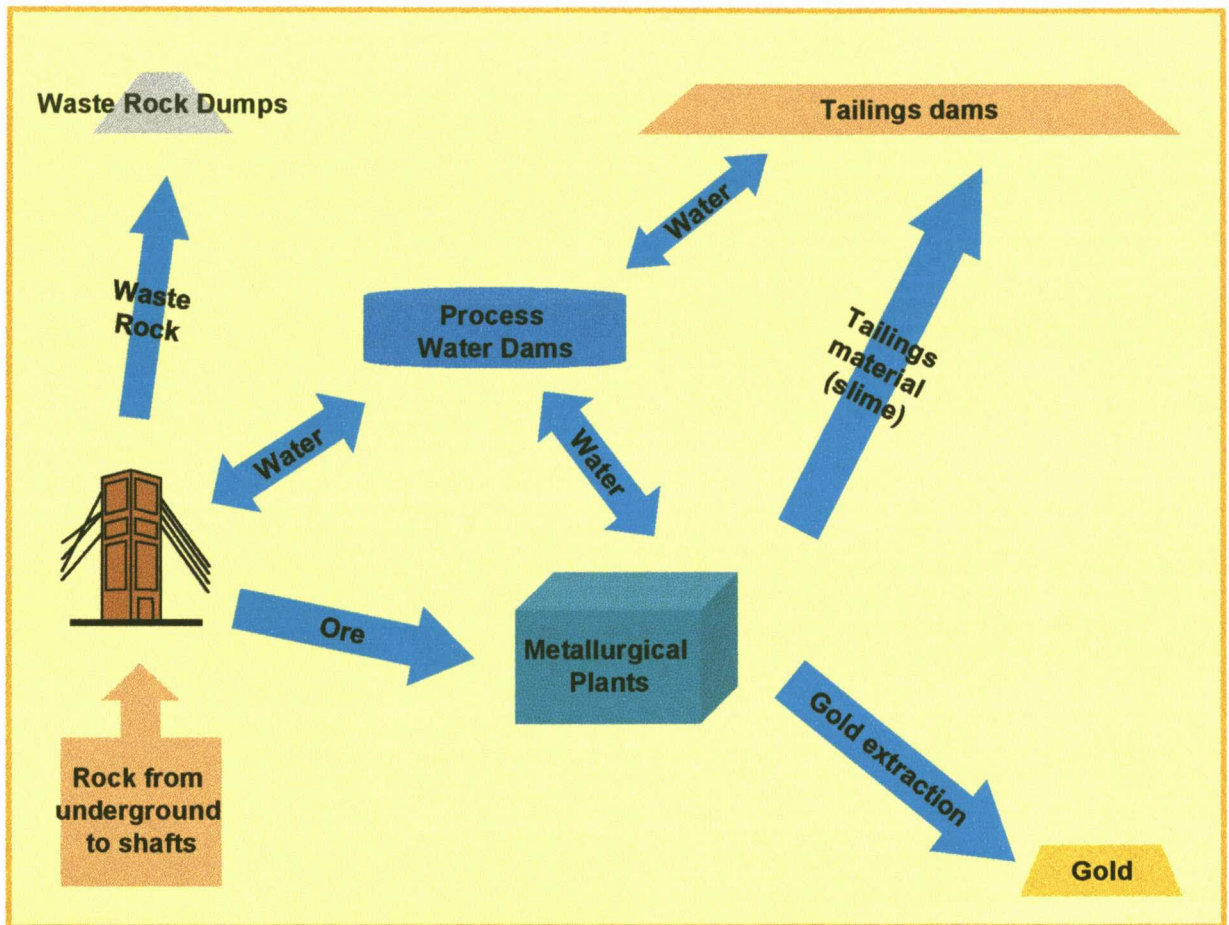 Waste Rock Dumps
Tailings dams
Water
Waste
Rock
Process
Water Dams
Tailings
material
(slime)
Water
Water
Ore
Metallurgical
Plants
Gold extraction
Rock from
underground
to shafts
Gold